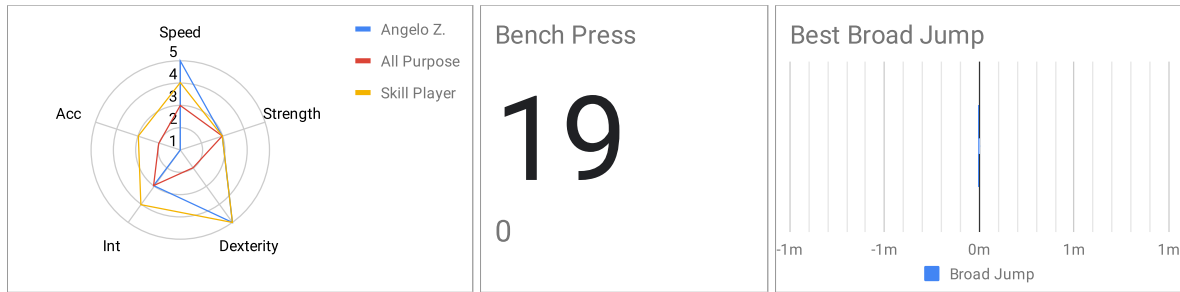 Speed
5
4
3
2
1
Acc
Strength
Int
Dexterity
Angelo Z.
All Purpose
Skill Player
Bench Press
19
0
Best Broad Jump
-1m -1m 0m 1m 1m
Broad Jump